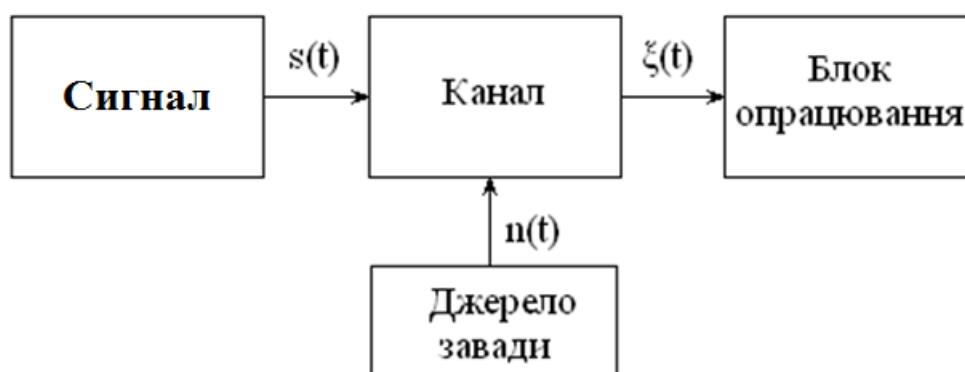 Сигнал
s(t)
Канал
ξ(t)
Блок
опрацювання
n(t)
Джерело
завади